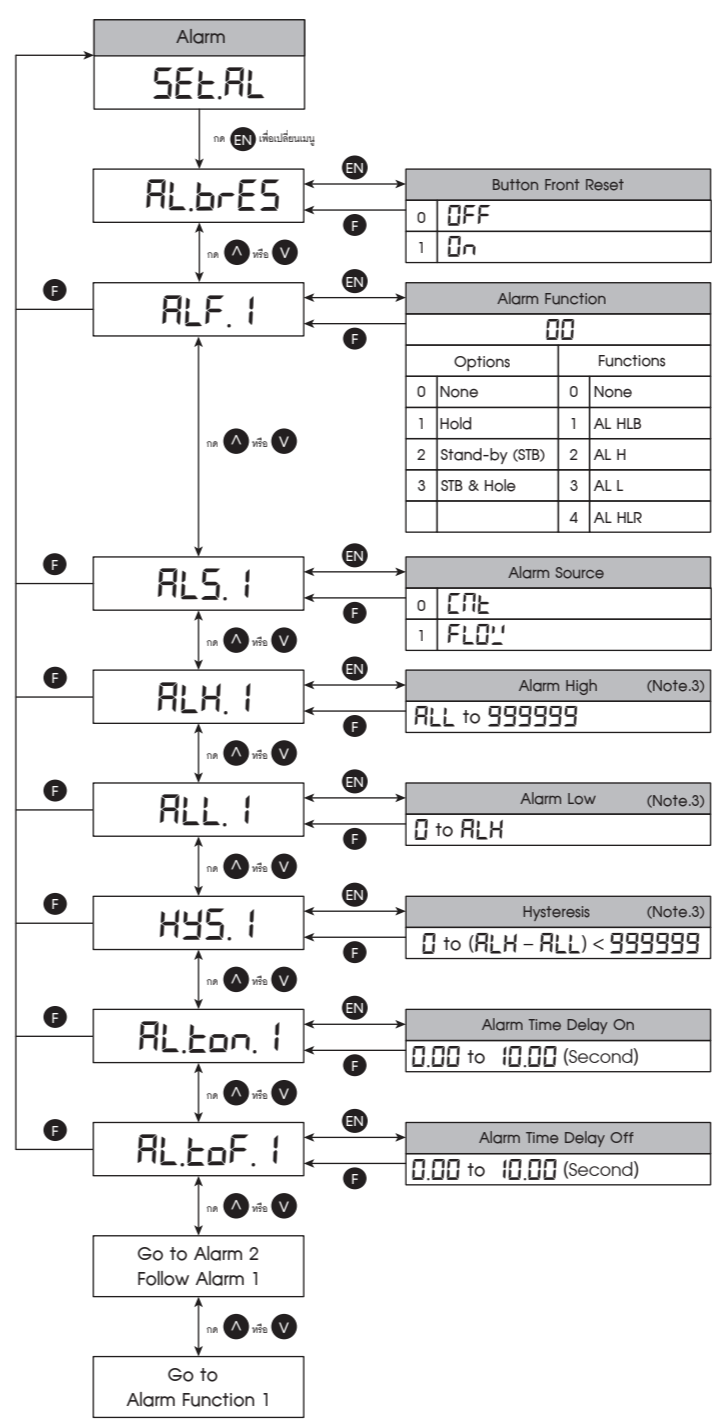 Alarm
SEt.AL
กด EN เพื่อเปลี่ยนเมนู
AL.brES
EN
F
Button Front Reset
0 OFF
1 On
กด ∧ หรือ V
F
ALF. 1
EN
F
Alarm Function
00
Options Functions
0 None 0 None
1 Hold 1 AL HLB
2 Stand-by (STB) 2 AL H
3 STB & Hole 3 AL L
4 AL HLR
กด ∧ หรือ V
F
ALS. 1
EN
F
Alarm Source
0 CNt
1 FLOW
กด ∧ หรือ V
F
ALH. 1
EN
F
Alarm High (Note.3)
ALL to 999999
กด ∧ หรือ V
F
ALL. 1
EN
F
Alarm Low (Note.3)
0 to ALH
กด ∧ หรือ V
F
HYS. 1
EN
F
Hysteresis (Note.3)
0 to (ALH – ALL) < 999999
กด ∧ หรือ V
F
AL.ton. 1
EN
F
Alarm Time Delay On
0.00 to 10.00 (Second)
กด ∧ หรือ V
F
AL.toF. 1
EN
F
Alarm Time Delay Off
0.00 to 10.00 (Second)
กด ∧ หรือ V
Go to Alarm 2
Follow Alarm 1
กด ∧ หรือ V
Go to
Alarm Function 1